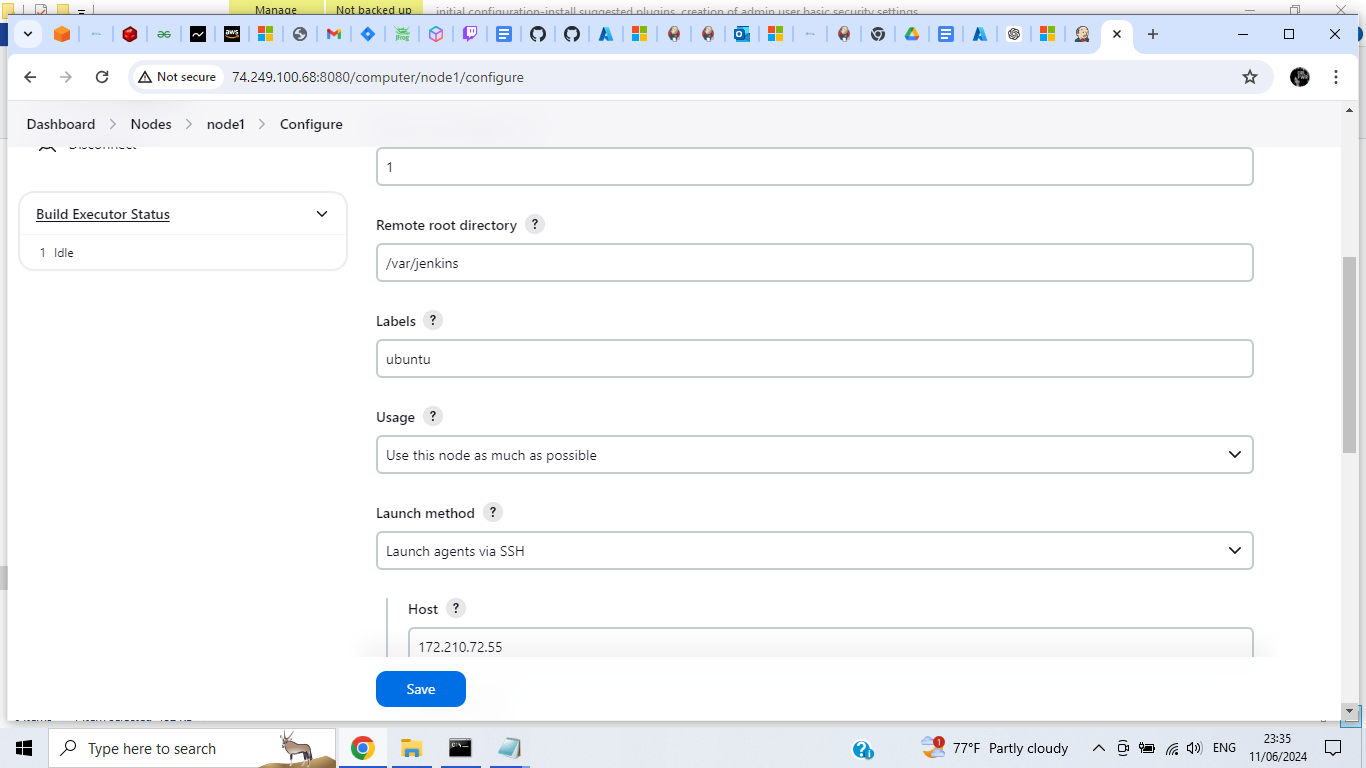 Manage
Not backed up
initial configuration-install suggested plugins, creation of admin user basic security settings
Not secure
74.249.100.68:8080/computer/node1/configure
Dashboard
Nodes
node1
Configure
Disconnect
1
Build Executor Status
1 Idle
Remote root directory ?
/var/jenkins
Labels ?
ubuntu
Usage ?
Use this node as much as possible
Launch method ?
Launch agents via SSH
Host ?
172.210.72.55
Save
Type here to search
1
77°F Partly cloudy
ENG
23:35
11/06/2024